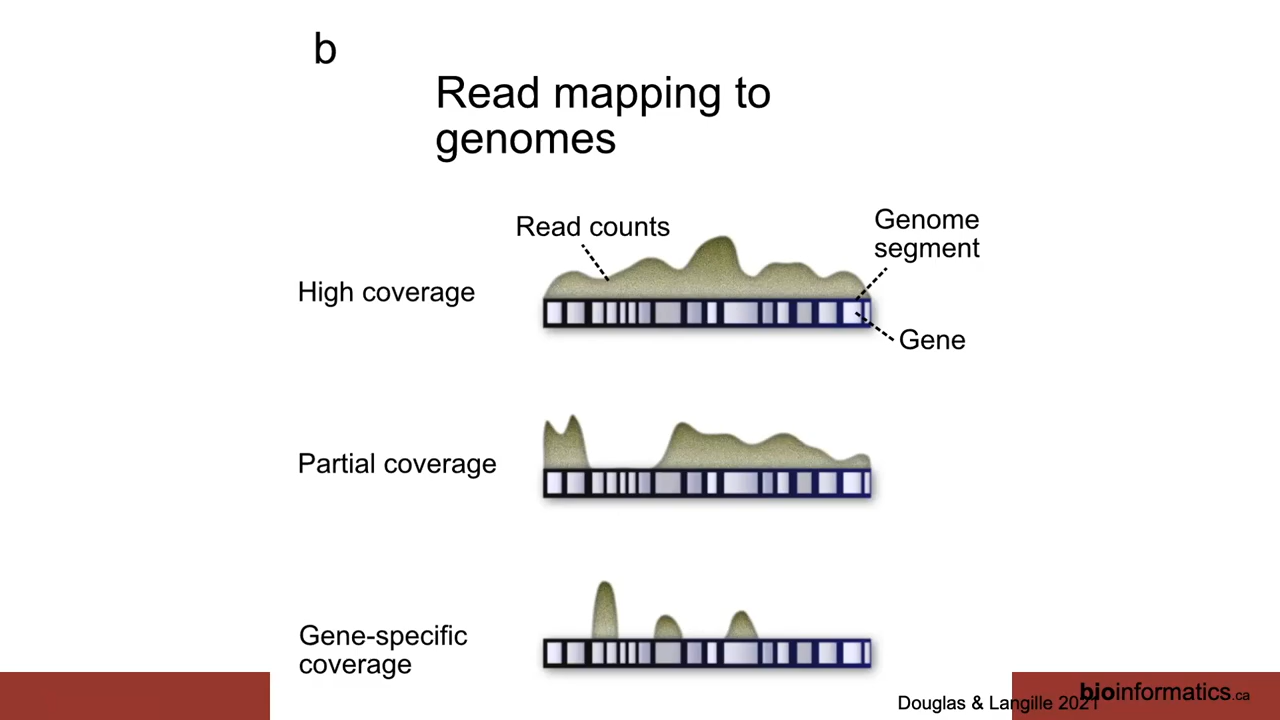 b
Read mapping to
genomes
Read counts
Genome
segment
High coverage
Gene
Partial coverage
Gene-specific
coverage
Douglas & Langille 2021
bioinformatics.ca